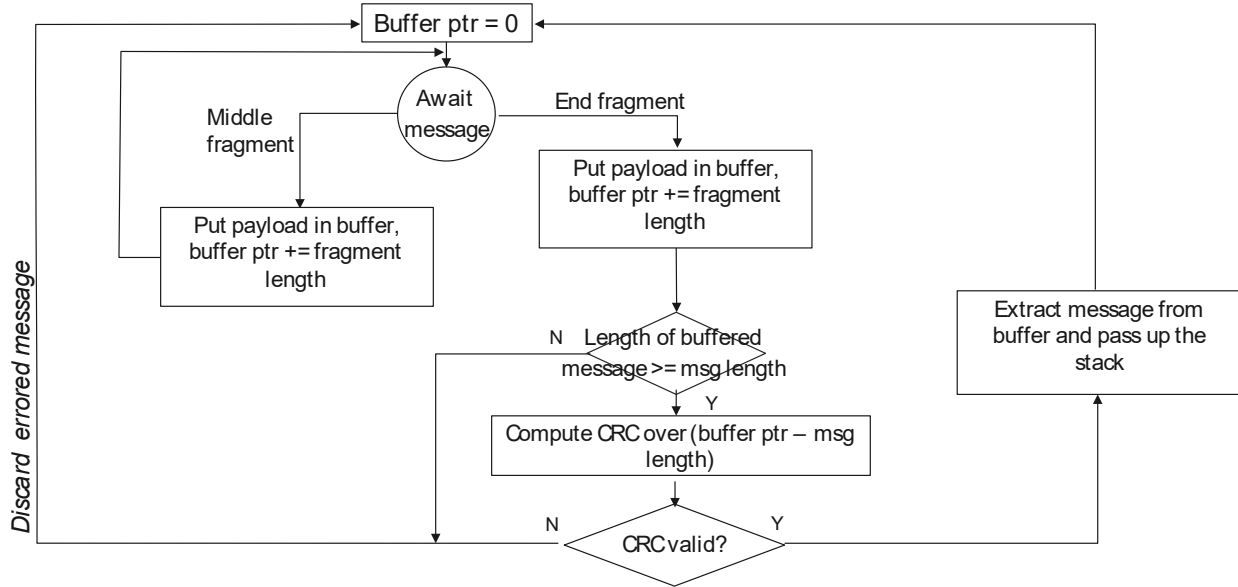 Buffer ptr = 0
Await
message
Middle
fragment
End fragment
Put payload in buffer,
buffer ptr += fragment
length
Put payload in buffer,
buffer ptr += fragment
length
Discard errored message
Extract message from
buffer and pass up the
stack
N
Length of buffered
message >= msg length
Y
Compute CRC over (buffer ptr – msg
length)
N
CRC valid?
Y